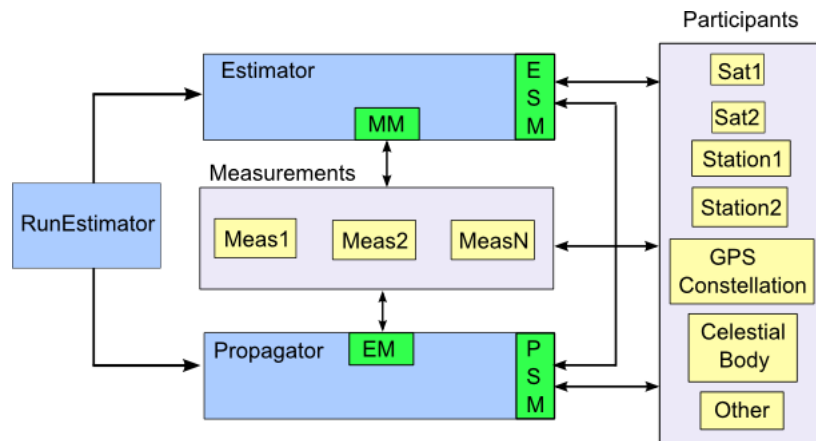 Participants
Estimator
E
S
M
MM
Sat1
Sat2
Station1
Station2
Measurements
RunEstimator
Meas1
Meas2
MeasN
GPS
Constellation
Propagator
EM
P
S
M
Celestial
Body
Other